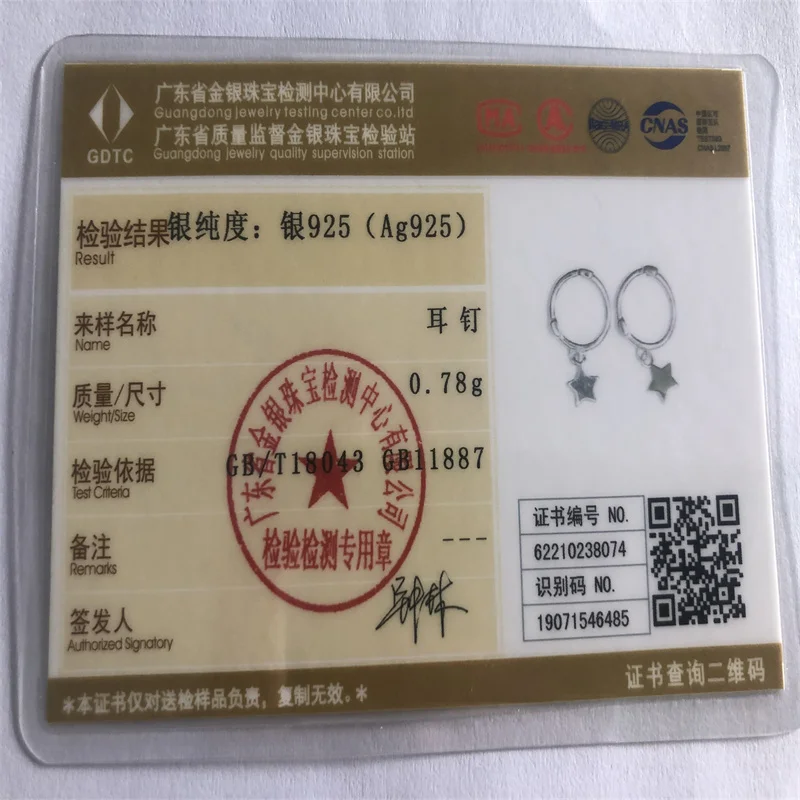 广东省金银珠宝检测中心有限公司
Guangdong jewelry testing center co.ltd
广东省质量监督金银珠宝检验站
Guangdong jewelry quality supervision station
GDTC
CNAS
TESTING
检验结果 银纯度：银925（Ag925）
Result
来样名称 耳钉
Name
质量/尺寸 0.78g
Weight/Size
检验依据 GB/T18043 GB11887
Test Criteria
备注 ---
Remarks
签发人
Authorized Signatory
广东省金银珠宝检测中心有限公司
检验检测专用章
证书编号 NO.
62210238074
识别码 NO.
19071546485
证书查询二维码
*本证书仅对送检样品负责，复制无效。*